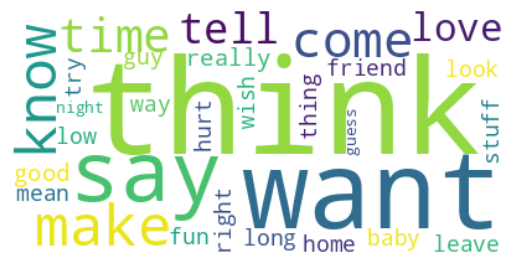 know
time
tell
come
love
try
guy
really
friend
look
think
night
way
hurt
wish
thing
guess
stuff
low
good
mean
say
want
make
fun
right
long
home
baby
leave